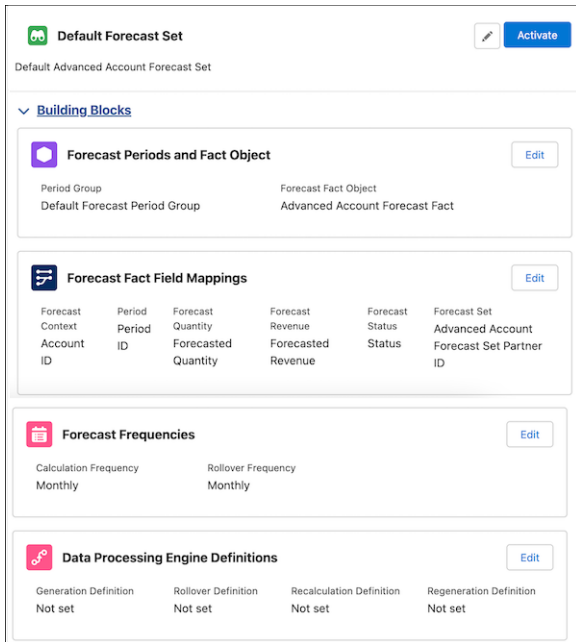 Default Forecast Set
Activate
Default Advanced Account Forecast Set
Building Blocks
Forecast Periods and Fact Object
Edit
Period Group
Forecast Fact Object
Default Forecast Period Group
Advanced Account Forecast Fact
Forecast Fact Field Mappings
Edit
Forecast Context
Account ID
Period
Period ID
Forecast Quantity
Forecasted Quantity
Forecast Revenue
Forecasted Revenue
Forecast Status
Status
Forecast Set
Advanced Account Forecast Set Partner ID
Forecast Frequencies
Edit
Calculation Frequency
Rollover Frequency
Monthly
Monthly
Data Processing Engine Definitions
Edit
Generation Definition
Rollover Definition
Recalculation Definition
Regeneration Definition
Not set
Not set
Not set
Not set